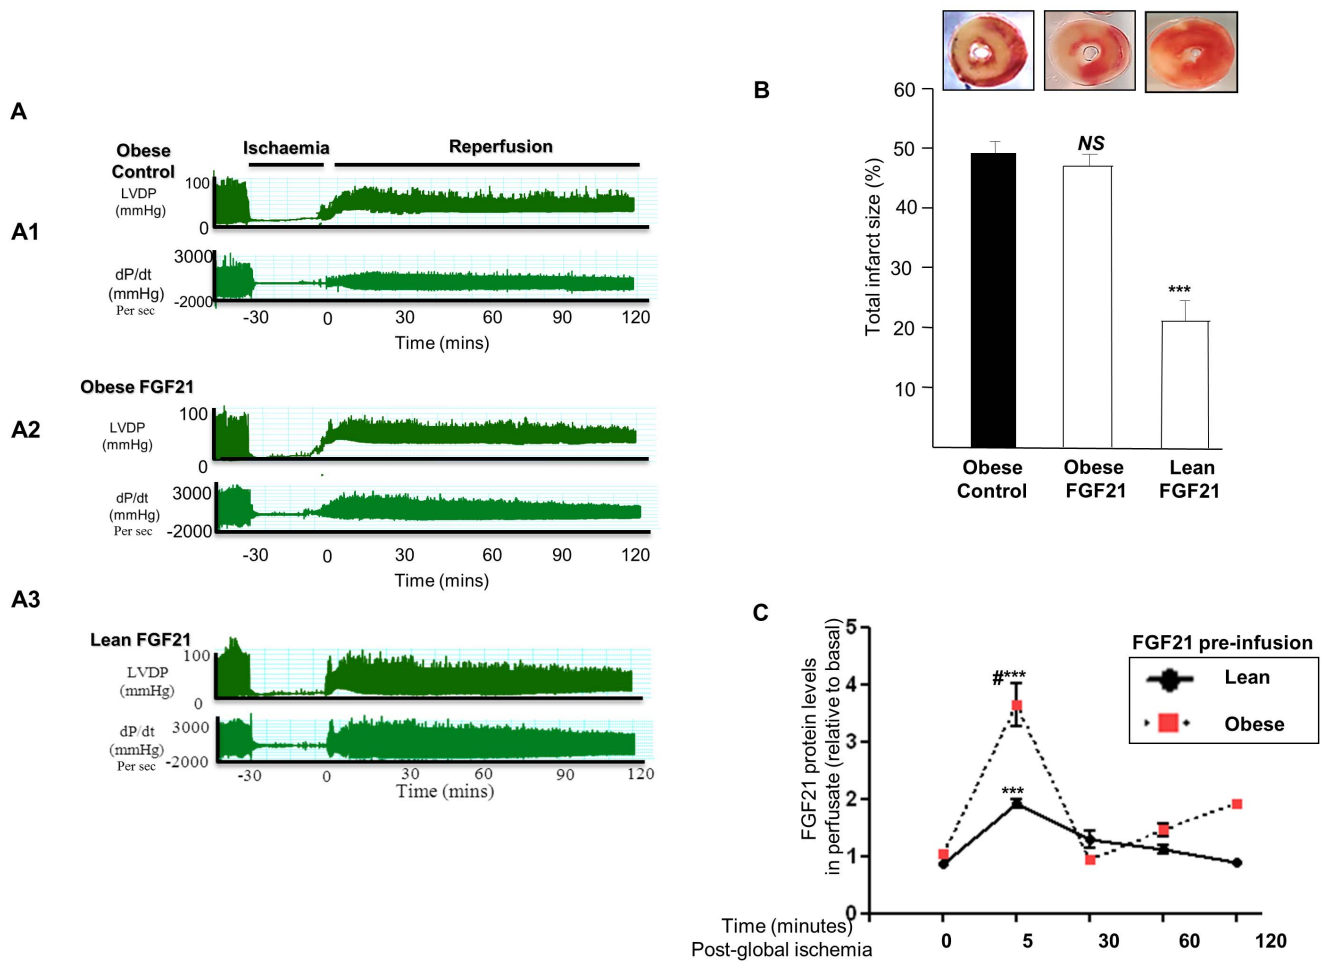 A
Obese
Control
Ischaemia
Reperfusion
A1
LVDP
(mmHg)
100
0
dP/dt
(mmHg)
Per sec
3000
-2000
-30 0 30 60 90 120
Time (mins)
Obese FGF21
A2
LVDP
(mmHg)
100
0
dP/dt
(mmHg)
Per sec
3000
-2000
-30 0 30 60 90 120
Time (mins)
A3
Lean FGF21
LVDP
(mmHg)
100
0
dP/dt
(mmHg)
Per sec
3000
-2000
-30 0 30 60 90 120
Time (mins)
B
Total infarct size (%)
60
50
40
30
20
10
NS
***
Obese
Control
Obese
FGF21
Lean
FGF21
C
FGF21 protein levels
in perfusate (relative to basal)
5
4
3
2
1
0
#***
***
FGF21 pre-infusion
Lean
Obese
Time (minutes)
Post-global ischemia
0 5 30 60 120